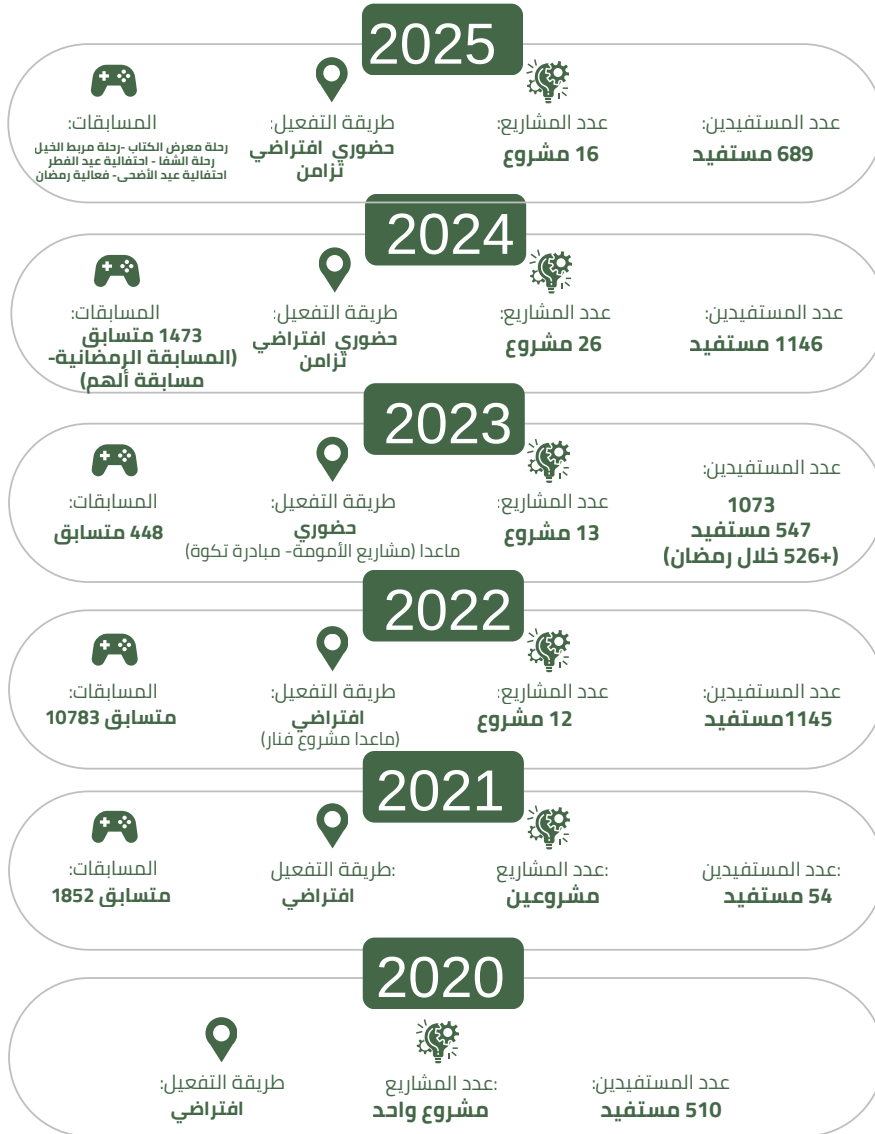 2025
عدد المستفيدين:
689 مستفيد
عدد المشاريع:
16 مشروع
طريقة التفعيل:
حضوري افتراضي
تزامن
المسابقات:
رحلة معرض الكتاب -رحلة مربط الخيل
رحلة الشفا - احتفالية عيد الفطر
احتفالية عيد الأضحى- فعالية رمضان
2024
عدد المستفيدين:
1146 مستفيد
عدد المشاريع:
26 مشروع
طريقة التفعيل:
حضوري افتراضي
تزامن
المسابقات:
1473 متسابق
(المسابقة الرمضانية-
مسابقة ألهم)
2023
عدد المستفيدين:
1073
547 مستفيد
(+526 خلال رمضان)
عدد المشاريع:
13 مشروع
طريقة التفعيل:
حضوري
ماعدا (مشاريع الأمومة- مبادرة تكوة)
المسابقات:
448 متسابق
2022
عدد المستفيدين:
1145مستفيد
عدد المشاريع:
12 مشروع
طريقة التفعيل:
افتراضي
(ماعدا مشروع فنار)
المسابقات:
متسابق 10783
2021
:عدد المستفيدين
54 مستفيد
:عدد المشاريع
مشروعين
:طريقة التفعيل
افتراضي
المسابقات:
متسابق 1852
2020
عدد المستفيدين:
510 مستفيد
:عدد المشاريع
مشروع واحد
طريقة التفعيل:
افتراضي